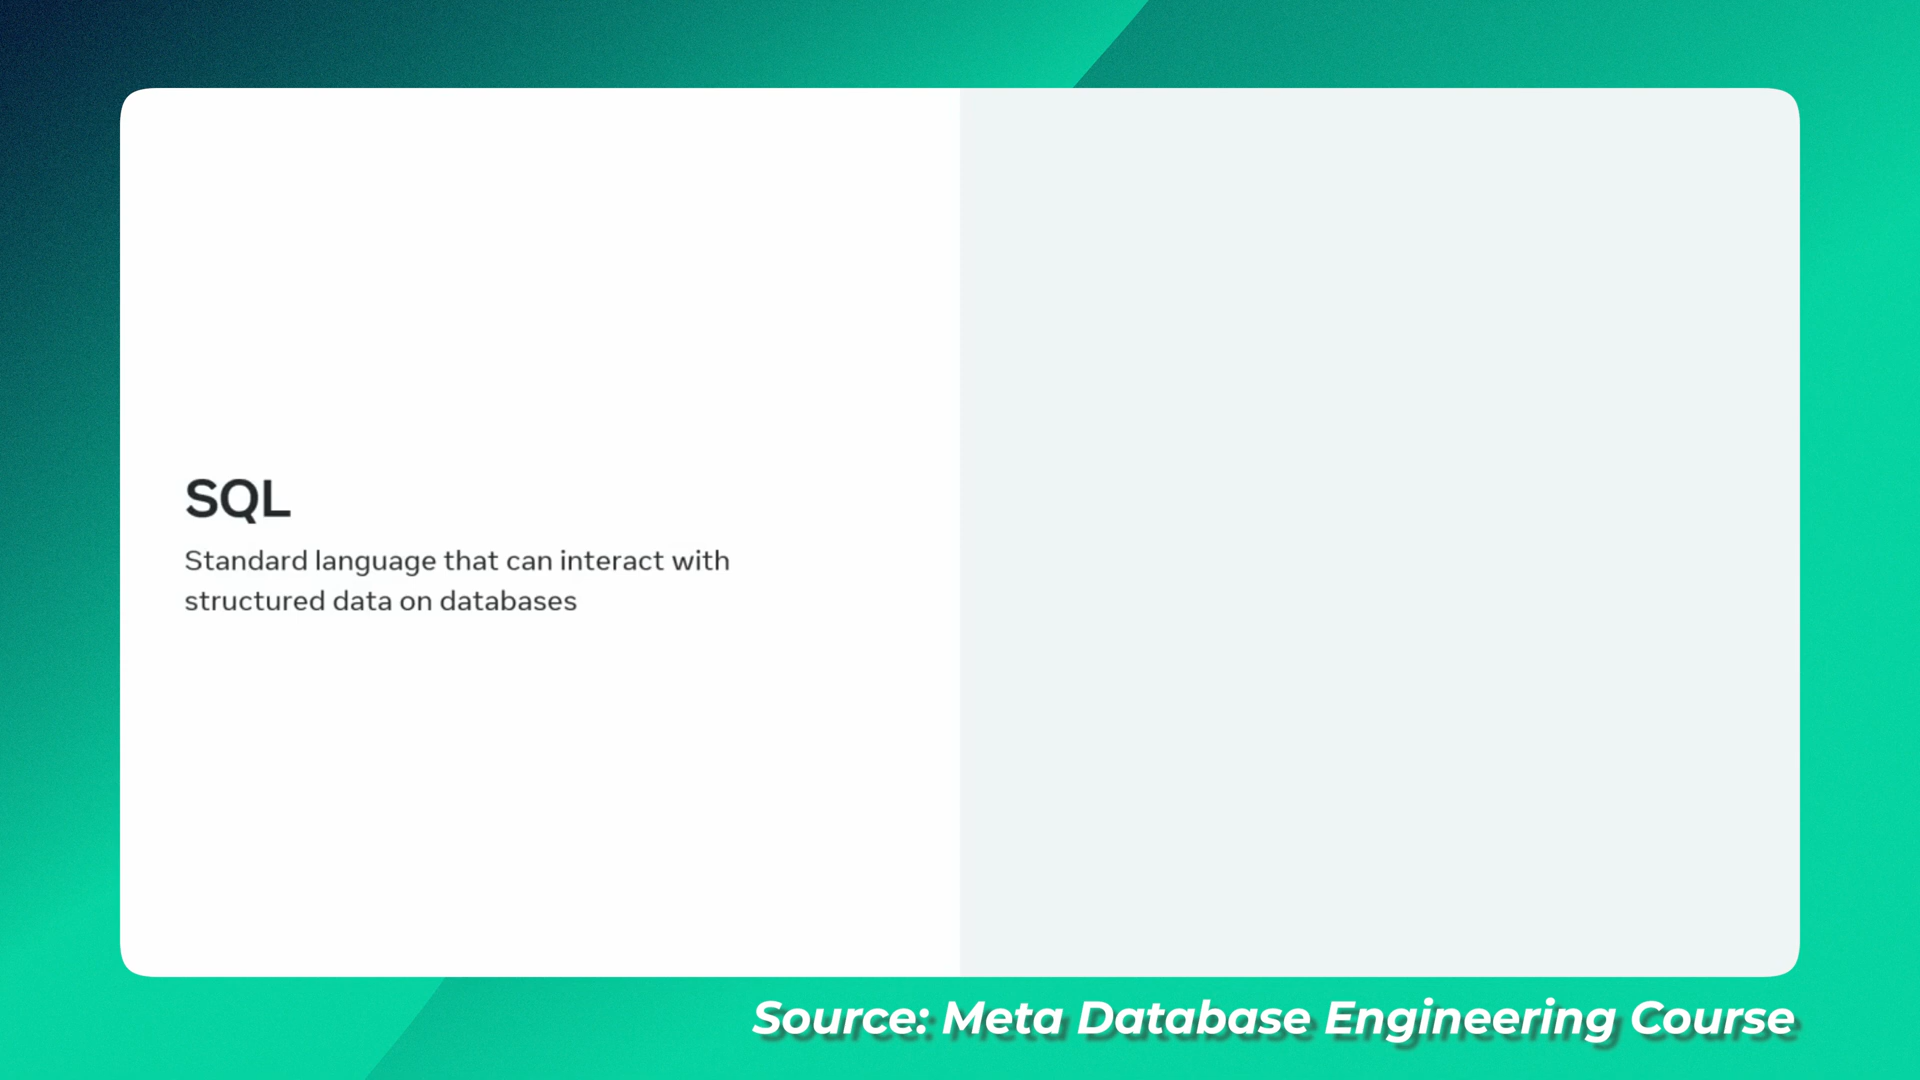 SQL
Standard language that can interact with
structured data on databases
Source: Meta Database Engineering Course